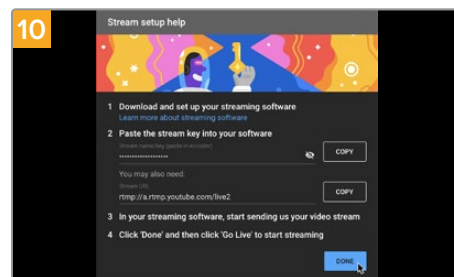 10
Stream setup help
1 Download and set up your streaming software
Learn more about streaming software
2 Paste the stream key into your software
Stream name/key (paste in encoder)
••••••••••••••••••••
COPY
You may also need:
Stream URL
rtmp://a.rtmp.youtube.com/live2
COPY
3 In your streaming software, start sending us your video stream
4 Click 'Done' and then click 'Go Live' to start streaming
DONE